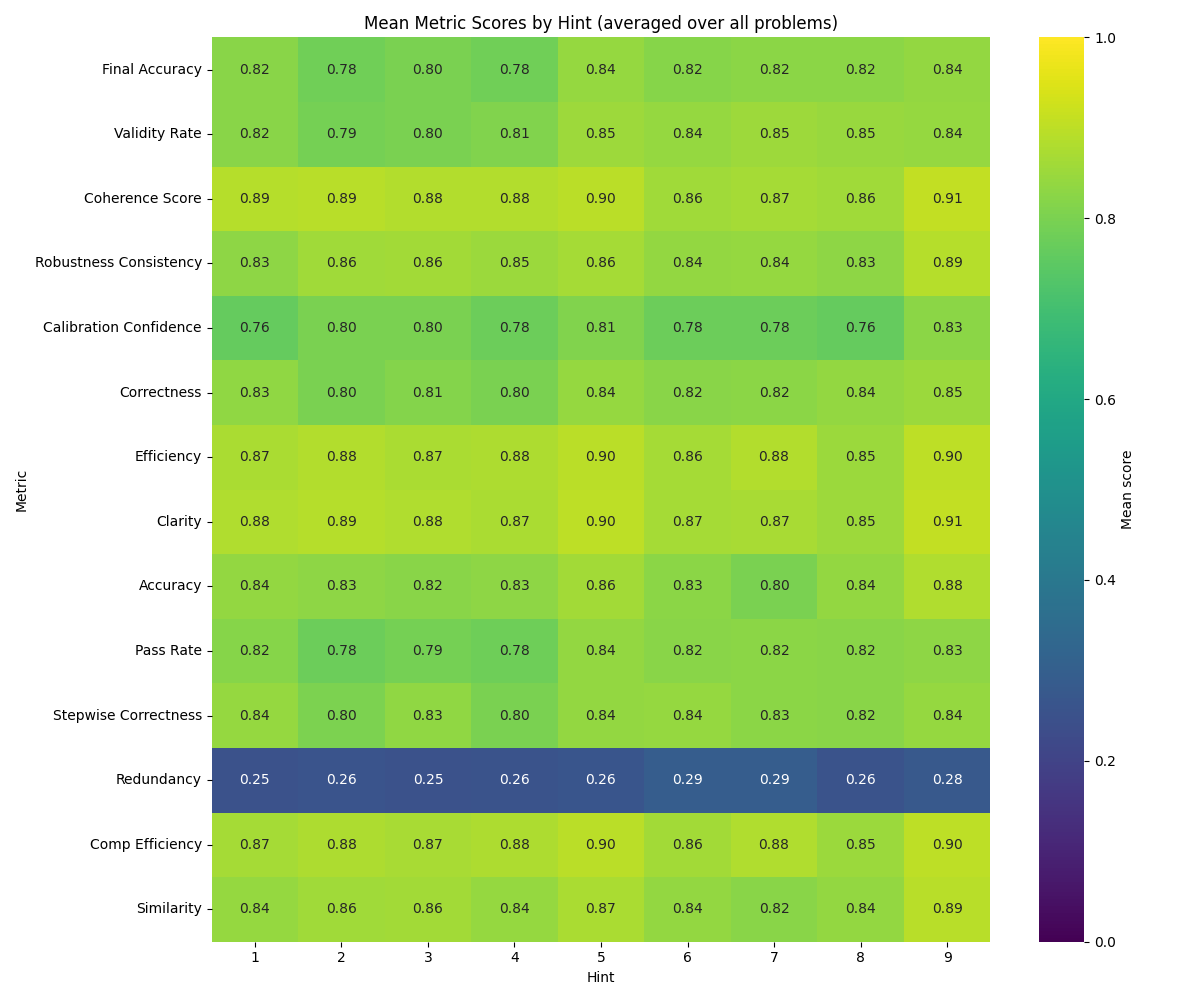 Mean Metric Scores by Hint (averaged over all problems)
Final Accuracy 0.82 0.78 0.80 0.78 0.84 0.82 0.82 0.82 0.84
Validity Rate 0.82 0.79 0.80 0.81 0.85 0.84 0.85 0.85 0.84
Coherence Score 0.89 0.89 0.88 0.88 0.90 0.86 0.87 0.86 0.91
Robustness Consistency 0.83 0.86 0.86 0.85 0.86 0.84 0.84 0.83 0.89
Calibration Confidence 0.76 0.80 0.80 0.78 0.81 0.78 0.78 0.76 0.83
Correctness 0.83 0.80 0.81 0.80 0.84 0.82 0.82 0.84 0.85
Efficiency 0.87 0.88 0.87 0.88 0.90 0.86 0.88 0.85 0.90
Clarity 0.88 0.89 0.88 0.87 0.90 0.87 0.87 0.85 0.91
Accuracy 0.84 0.83 0.82 0.83 0.86 0.83 0.80 0.84 0.88
Pass Rate 0.82 0.78 0.79 0.78 0.84 0.82 0.82 0.82 0.83
Stepwise Correctness 0.84 0.80 0.83 0.80 0.84 0.84 0.83 0.82 0.84
Redundancy 0.25 0.26 0.25 0.26 0.26 0.29 0.29 0.26 0.28
Comp Efficiency 0.87 0.88 0.87 0.88 0.90 0.86 0.88 0.85 0.90
Similarity 0.84 0.86 0.86 0.84 0.87 0.84 0.82 0.84 0.89
1 2 3 4 5 6 7 8 9
Hint
Metric
1.0
0.8
0.6
0.4
0.2
0.0
Mean score